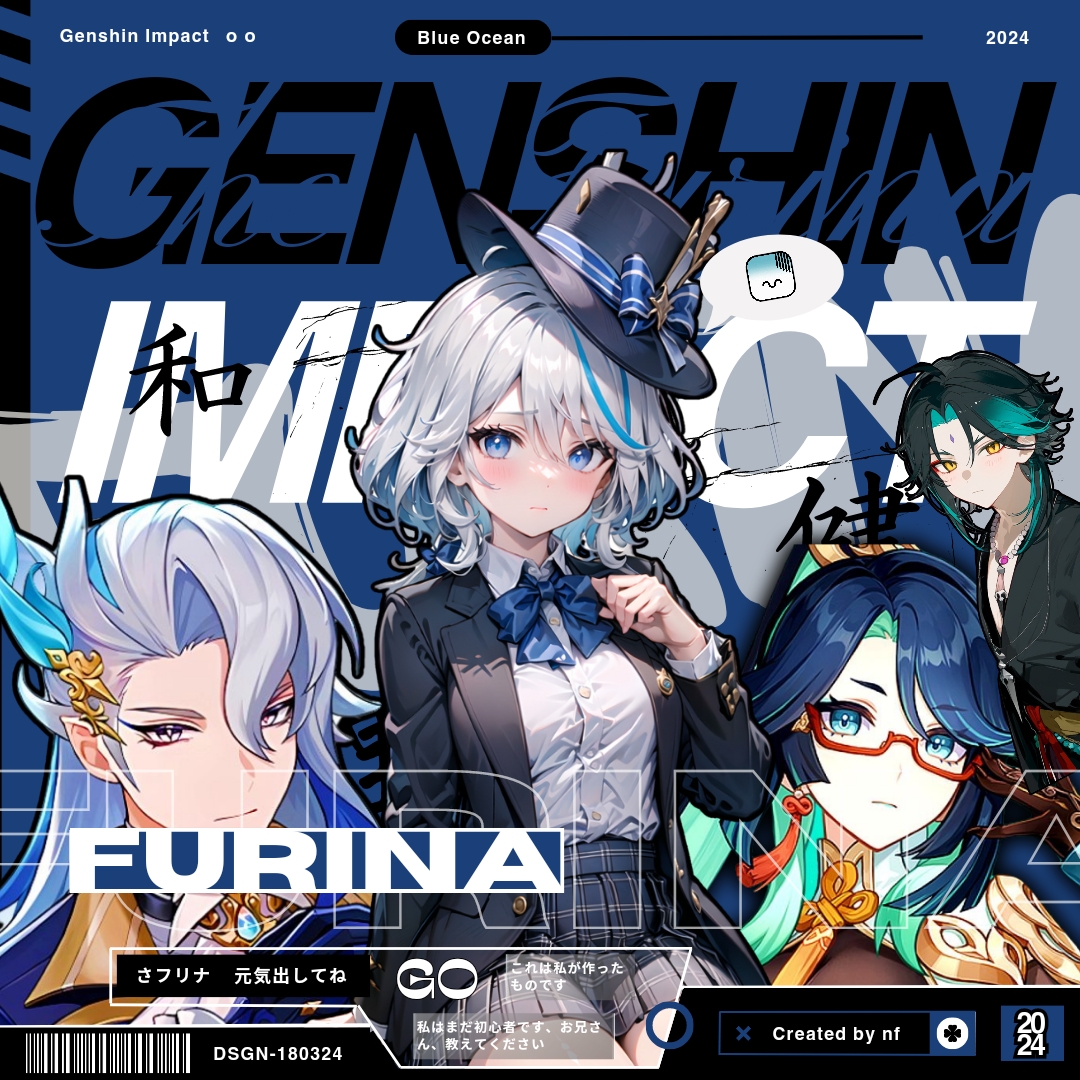 Genshin Impact o o
Blue Ocean
2024
GENSHIN
The Furina
IMPACT
和
健
FURINA
FURINA
さフリナ 元気出してね
GO
これは私が作った
ものです
私はまだ初心者です、お兄さ
ん、教えてください
DSGN-180324
× Created by nf
20
24